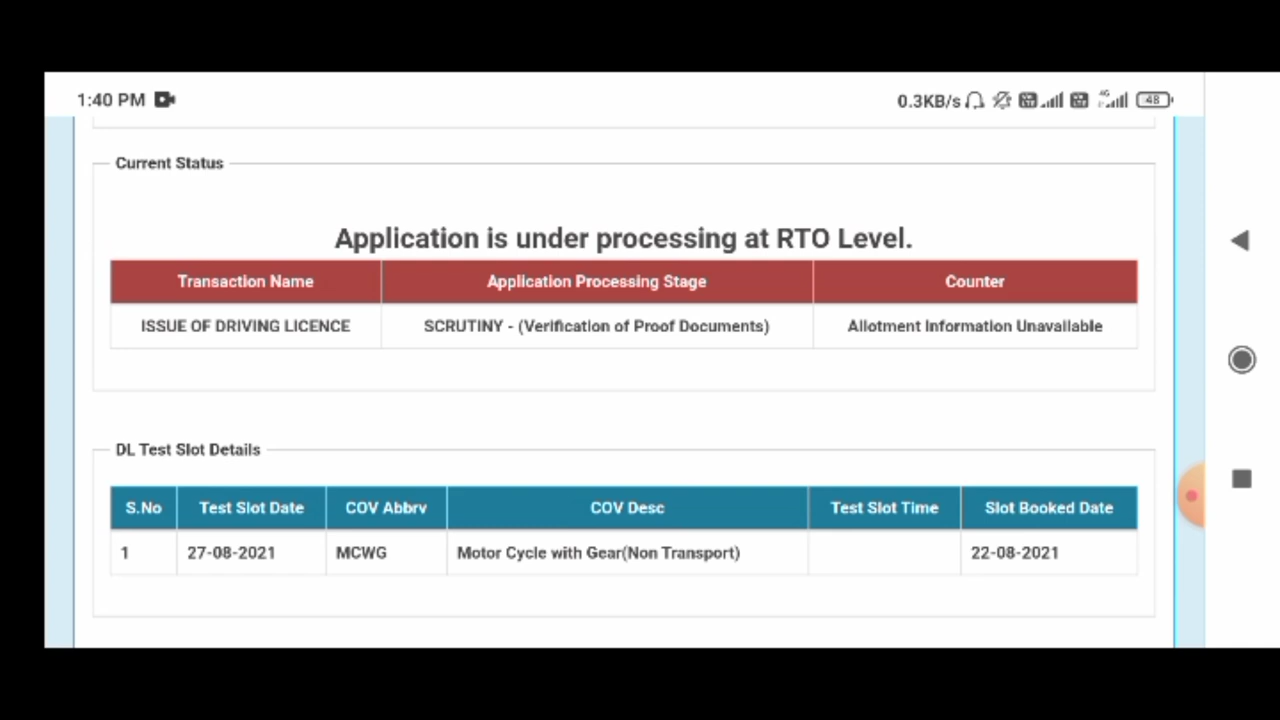 1:40 PM 0.3KB/s 4G 48
Current Status
Application is under processing at RTO Level.
Transaction Name Application Processing Stage Counter
ISSUE OF DRIVING LICENCE SCRUTINY - (Verification of Proof Documents) Allotment Information Unavailable
DL Test Slot Details
S.No Test Slot Date COV Abbrv COV Desc Test Slot Time Slot Booked Date
1 27-08-2021 MCWG Motor Cycle with Gear(Non Transport) 22-08-2021